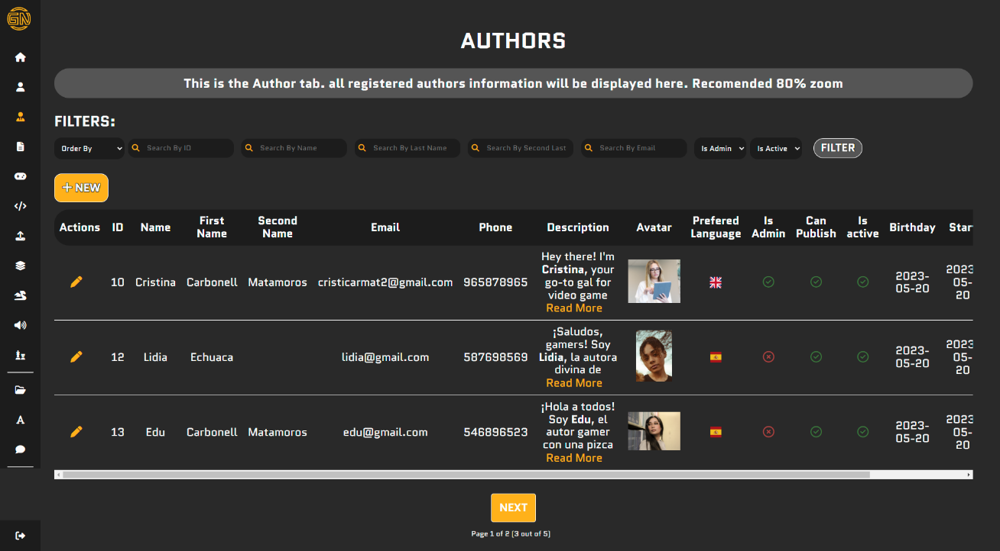 GN
AUTHORS
This is the Author tab. all registered authors information will be displayed here. Recomended 80% zoom
FILTERS:
Order By Search By ID Search By Name Search By Last Name Search By Second Last Search By Email Is Admin Is Active FILTER
+ NEW
Actions ID Name First Name Second Name Email Phone Description Avatar Prefered Language Is Admin Can Publish Is active Birthday Star
10 Cristina Carbonell Matamoros cristicarmat2@gmail.com 965878965
Hey there! I'm
Cristina, your
go-to gal for
video game
Read More
2023-
05-20
2023
05-
20
12 Lidia Echuaca lidia@gmail.com 587698569
¡Saludos,
gamers! Soy
Lidia, la autora
divina de
Read More
2023-
05-20
2023
05-
20
13 Edu Carbonell Matamoros edu@gmail.com 546896523
¡Hola a todos!
Soy Edu, el
autor gamer
con una pizca
Read More
2023-
05-20
2023
05-
20
NEXT
Page 1 of 2 (3 out of 5)